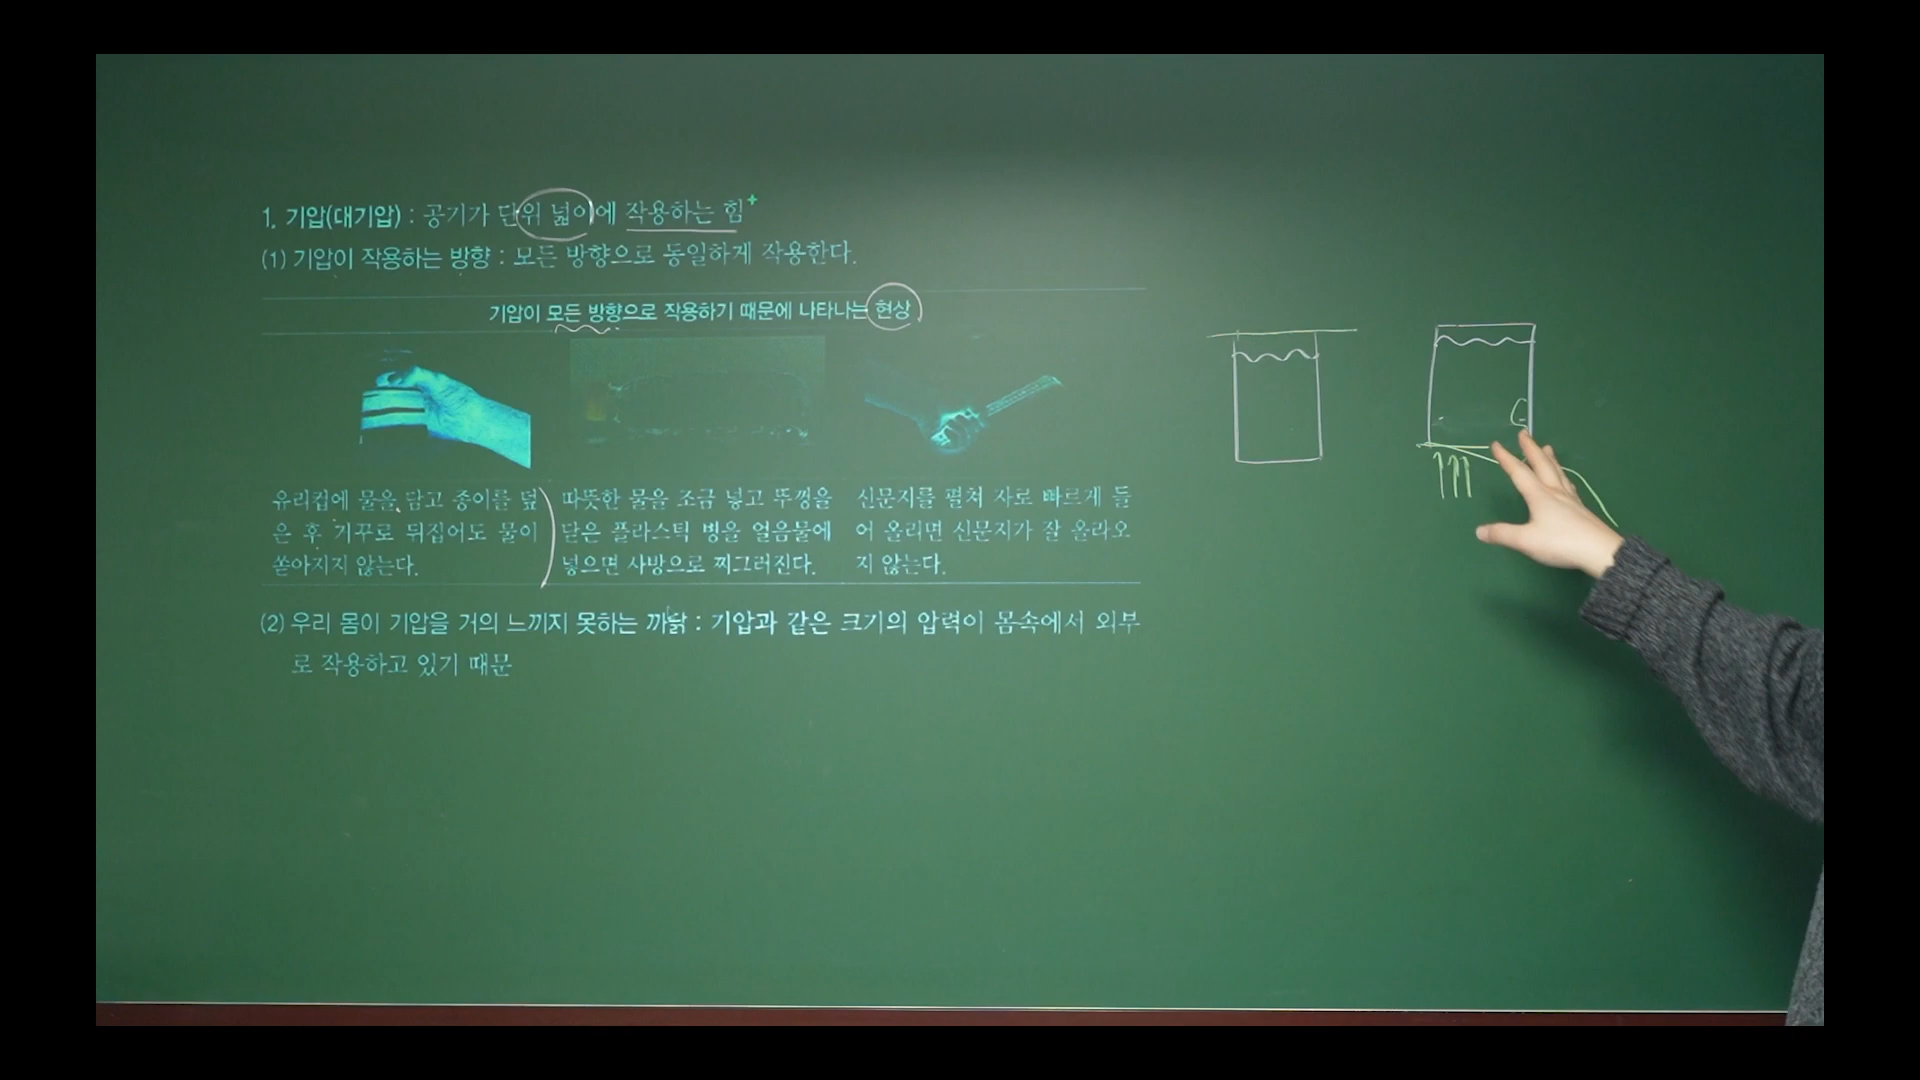 1. 기압(대기압) : 공기가 단위 넓이에 작용하는 힘+
(1) 기압이 작용하는 방향 : 모든 방향으로 동일하게 작용한다.
기압이 모든 방향으로 작용하기 때문에 나타나는 현상
유리컵에 물을 담고 종이를 덮
은 후 거꾸로 뒤집어도 물이
쏟아지지 않는다.
따뜻한 물을 조금 넣고 뚜껑을
닫은 플라스틱 병을 얼음물에
넣으면 사방으로 찌그러진다.
신문지를 펼쳐 자로 빠르게 들
어 올리면 신문지가 잘 올라오
지 않는다.
(2) 우리 몸이 기압을 거의 느끼지 못하는 까닭 : 기압과 같은 크기의 압력이 몸속에서 외부
로 작용하고 있기 때문